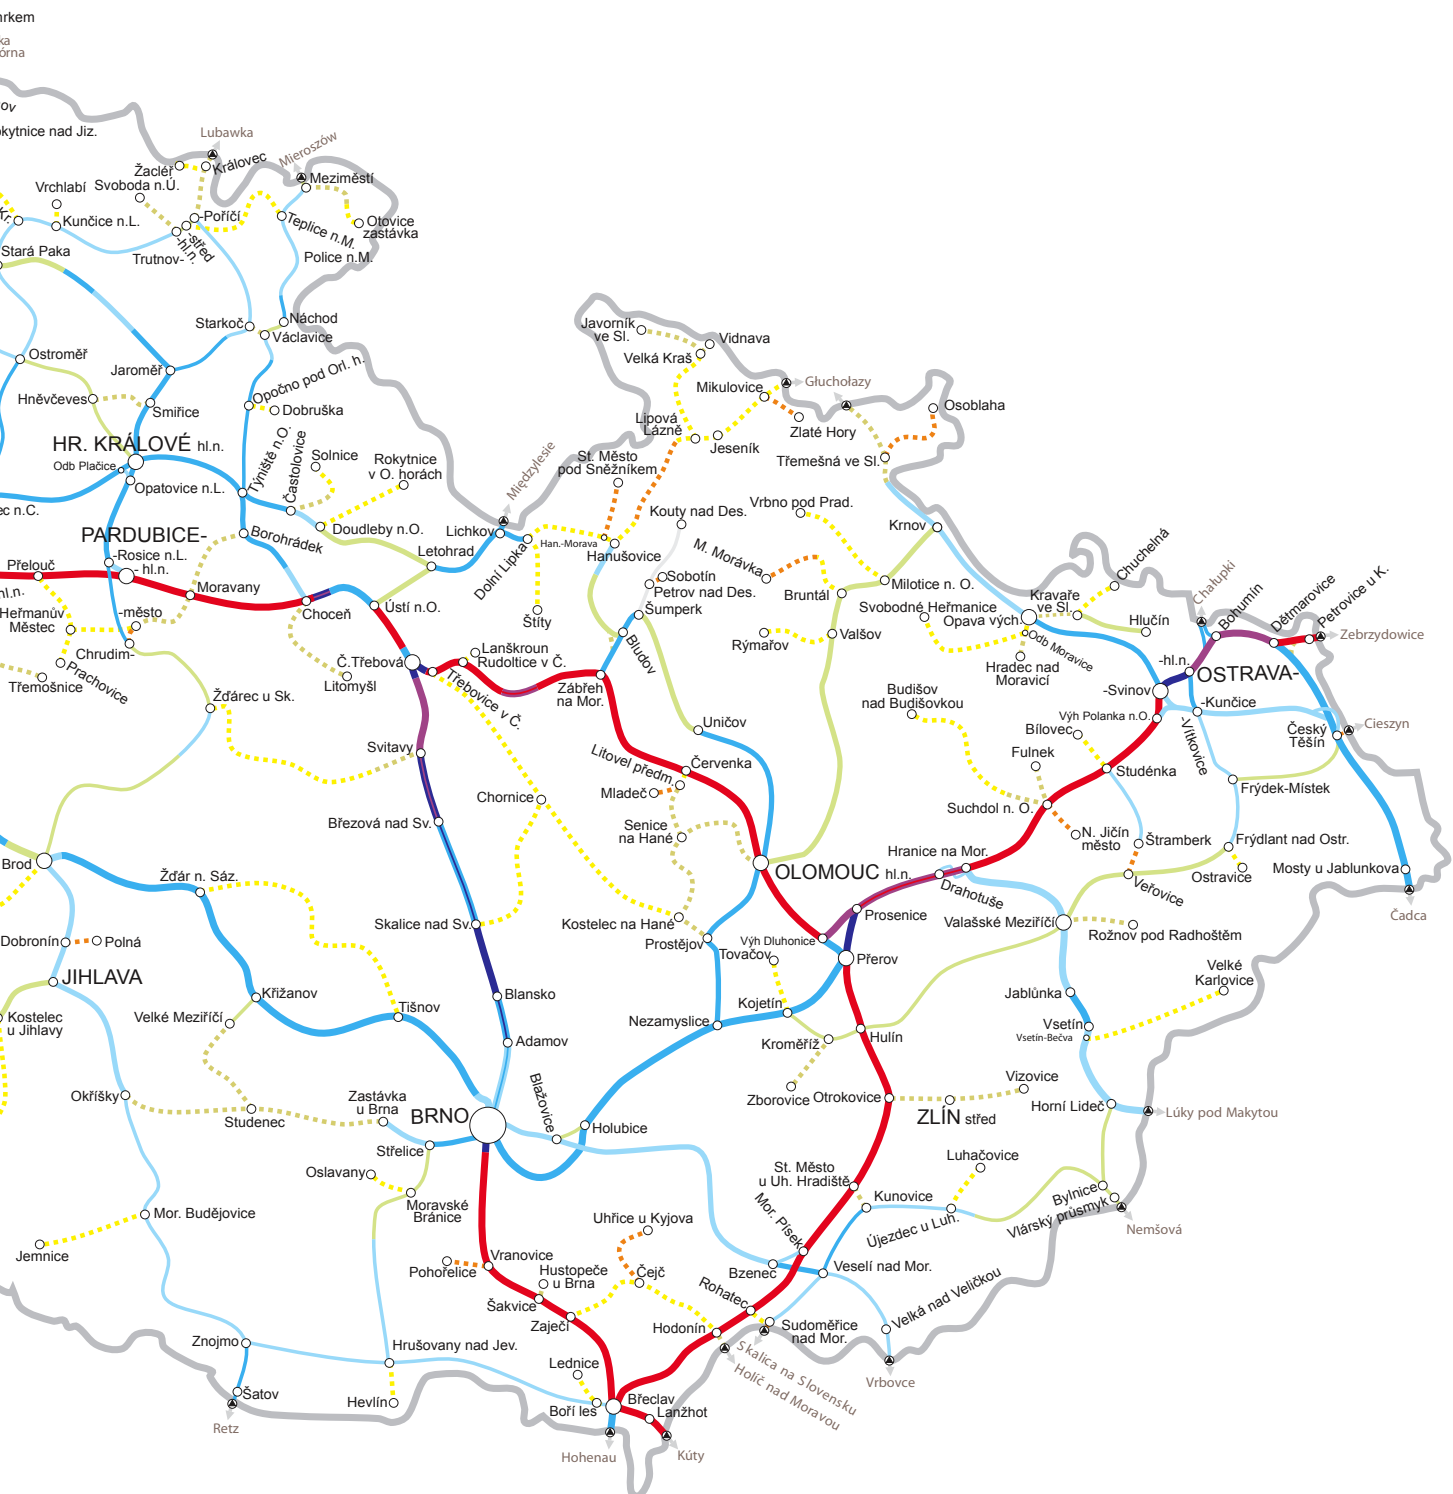 Lubawka
Mieroszów
kytnice nad Jiz.
Žacléř
Královec
Vrchlabí
Svoboda n.Ú.
Meziměstí
Kunčice n.L.
-Poříčí
-střed
-hl.n.
Trutnov-
Teplice n.M.
Otovice
zastávka
Police n.M.
Stará Paka
Starkoč
Náchod
Václavice
Ostroměř
Jaroměř
Opočno pod Orl. h.
Hněvčeves
Smiřice
Dobruška
HR. KRÁLOVÉ hl.n.
Odb Plačice
Opatovice n.L.
Týniště n.O.
Častolovice
Solnice
Rokytnice
v O. horách
ec n.C.
PARDUBICE-
-Rosice n.L.
- hl.n.
Borohrádek
Doudleby n.O.
Letohrad
Lichkov
Międzylesie
Dolní Lipka
Přelouč
hl.n.
Moravany
Choceň
Ústí n.O.
Heřmanův
Městec
-město
Chrudim-
Prachovice
Třemošnice
Žďárec u Sk.
Litomyšl
Č.Třebová
Lanškroun
Rudoltice v Č.
Třebovice v Č.
Štíty
Javorník
ve Sl.
Vidnava
Velká Kraš
Mikulovice
Głuchołazy
Lipová
Lázně
Jeseník
Zlaté Hory
Osoblaha
Třemešná ve Sl.
St. Město
pod Sněžníkem
Kouty nad Des.
Han.-Morava
Hanušovice
Sobotín
Petrov nad Des.
Šumperk
Bludov
Zábřeh
na Mor.
Vrbno pod Prad.
M. Morávka
Krnov
Bruntál
Milotice n. O.
Rýmařov
Valšov
Svobodné Heřmanice
Opava vých.
Kravaře
ve Sl.
Chuchelná
Hlučín
Odb Moravice
Hradec nad
Moravicí
Chałupki
Bohumín
Dětmarovice
Petrovice u K.
Zebrzydowice
-hl.n.
OSTRAVA-
-Svinov
-Kunčice
-Vítkovice
Výh Polanka n.O.
Český
Těšín
Cieszyn
Budišov
nad Budišovkou
Bílovec
Fulnek
Studénka
Suchdol n. O.
Frýdek-Místek
N. Jičín
město
Štramberk
Frýdlant nad Ostr.
Ostravice
Veřovice
Mosty u Jablunkova
Čadca
Uničov
Litovel předm.
Červenka
Mladeč
Senice
na Hané
Svitavy
Chornice
Březová nad Sv.
OLOMOUC hl.n.
Hranice na Mor.
Drahotuše
Valašské Meziříčí
Rožnov pod Radhoštěm
Kostelec na Hané
Prostějov
Výh Dluhonice
Prosenice
Tovačov
Přerov
Brod
Žďár n. Sáz.
Skalice nad Sv.
Dobronín
Polná
JIHLAVA
Křižanov
Tišnov
Blansko
Adamov
Velké Meziříčí
Kostelec
u Jihlavy
Nezamyslice
Kojetín
Kroměříž
Hulín
Jablůnka
Velké
Karlovice
Vsetín
Vsetín-Bečva
Okříšky
Studenec
Zastávka
u Brna
BRNO
Střelice
Blažovice
Holubice
Zborovice
Otrokovice
Vizovice
ZLÍN střed
Horní Lideč
Lúky pod Makytou
Oslavany
Moravské
Bránice
Luhačovice
St. Město
u Uh. Hradiště
Kunovice
Újezdec u Luh.
Bylnice
Vlárský průsmyk
Nemšová
Mor. Budějovice
Jemnice
Uhřice u Kyjova
Mor. Písek
Pohořelice
Vranovice
Hustopeče
u Brna
Čejč
Bzenec
Veselí nad Mor.
Šakvice
Zaječí
Rohatec
Velká nad Veličkou
Hodonín
Sudoměřice
nad Mor.
Znojmo
Hrušovany nad Jev.
Skalica na Slovensku
Holíč nad Moravou
Vrbovce
Lednice
Boří les
Břeclav
Lanžhot
Šatov
Hevlín
Retz
Hohenau
Kúty